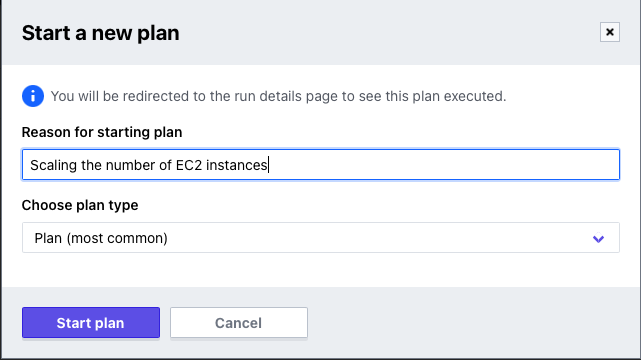 Start a new plan
You will be redirected to the run details page to see this plan executed.
Reason for starting plan
Scaling the number of EC2 instances
Choose plan type
Plan (most common)
Start plan
Cancel